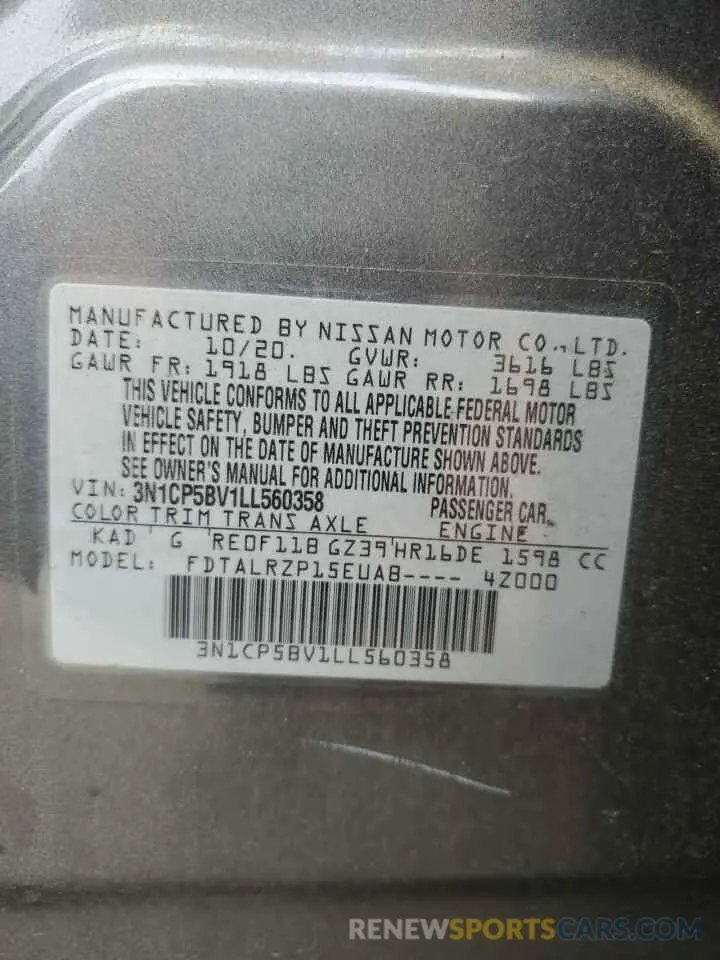 MANUFACTURED BY NISSAN MOTOR CO., LTD.
DATE: 10/20. GVWR: 3616 LBS
GAWR FR: 1918 LBS GAWR RR: 1698 LBS
THIS VEHICLE CONFORMS TO ALL APPLICABLE FEDERAL MOTOR
VEHICLE SAFETY, BUMPER AND THEFT PREVENTION STANDARDS
IN EFFECT ON THE DATE OF MANUFACTURE SHOWN ABOVE.
SEE OWNER'S MANUAL FOR ADDITIONAL INFORMATION.
VIN: 3N1CP5BV1LL560358 PASSENGER CAR
COLOR TRIM TRANS AXLE ENGINE
KAD G RE0F11B GZ39 HR16DE 1598 CC
MODEL: FDTALRZP15EUAB---- 4Z000
3N1CP5BV1LL560358
RENEWSPORTSCARS.COM